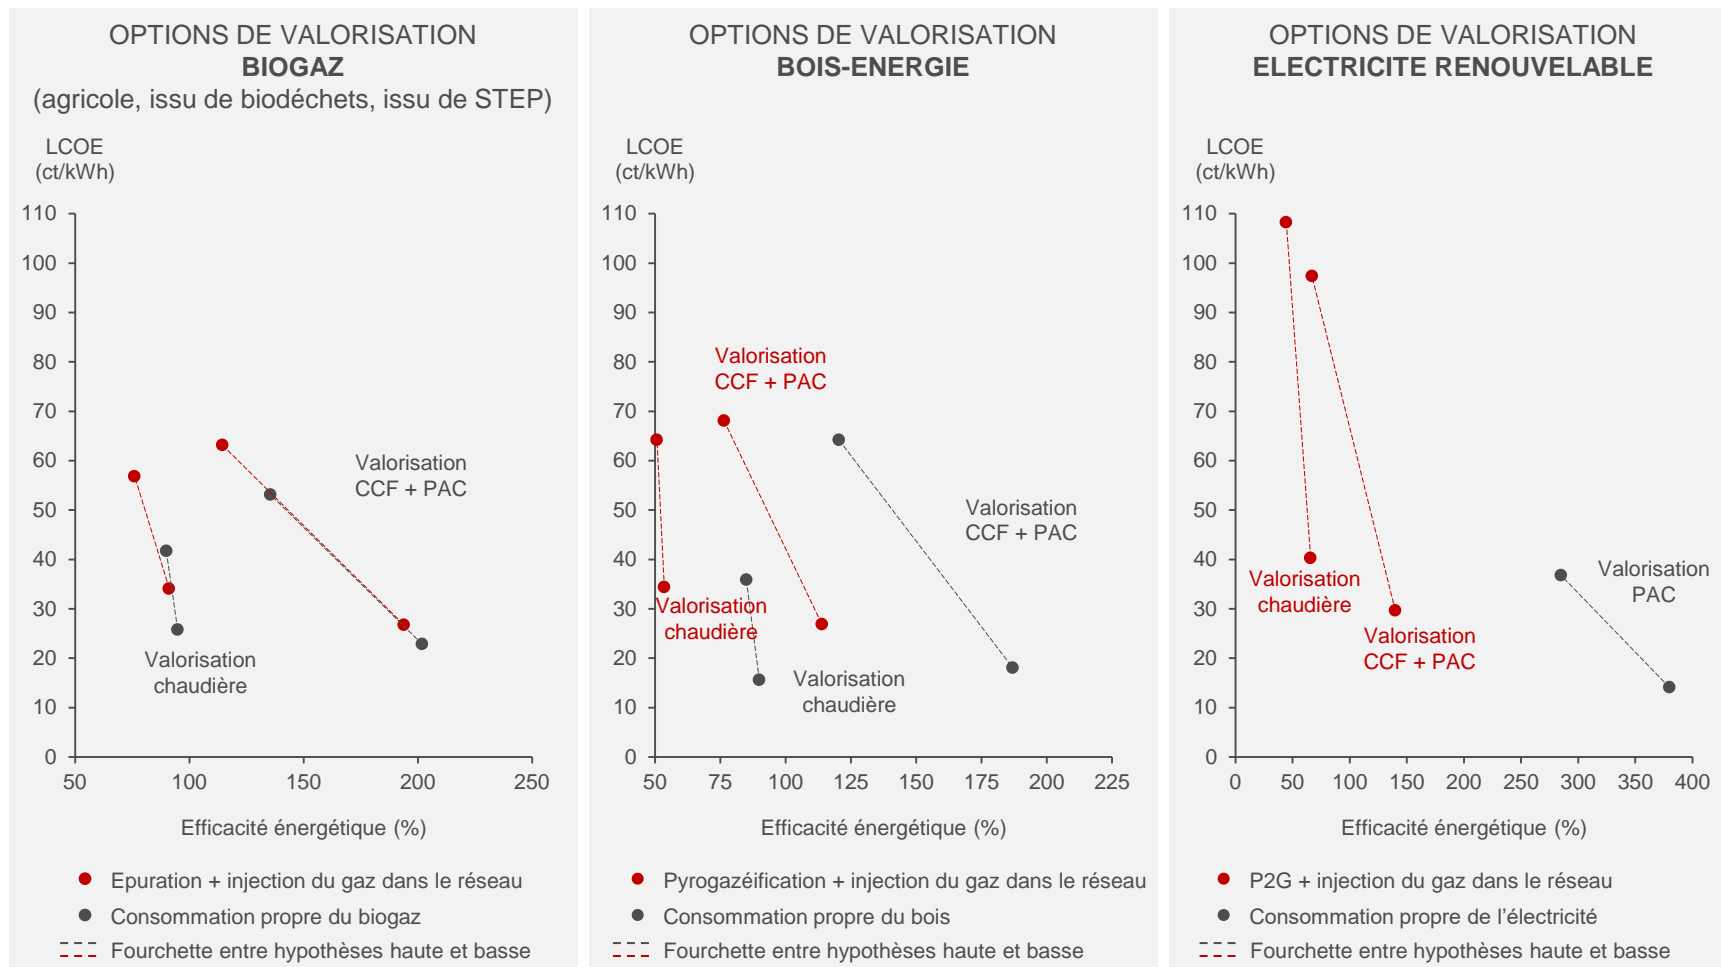 OPTIONS DE VALORISATION
BIOGAZ
(agricole, issu de biodéchets, issu de STEP)
LCOE
(ct/kWh)
110
100
90
80
70
60
50
40
30
20
10
0
50
100
150
200
250
Valorisation
CCF + PAC
Valorisation
chaudière
Efficacité énergétique (%)
Epuration + injection du gaz dans le réseau
Consommation propre du biogaz
Fourchette entre hypothèses haute et basse
OPTIONS DE VALORISATION
BOIS-ENERGIE
LCOE
(ct/kWh)
110
100
90
80
70
60
50
40
30
20
10
0
50
75
100
125
150
175
200
225
Valorisation
CCF + PAC
Valorisation
CCF + PAC
Valorisation
chaudière
Valorisation
chaudière
Efficacité énergétique (%)
Pyrogazéification + injection du gaz dans le réseau
Consommation propre du bois
Fourchette entre hypothèses haute et basse
OPTIONS DE VALORISATION
ELECTRICITE RENOUVELABLE
LCOE
(ct/kWh)
110
100
90
80
70
60
50
40
30
20
10
0
0
50
100
150
200
250
300
350
400
Valorisation
PAC
Valorisation
chaudière
Valorisation
CCF + PAC
Efficacité énergétique (%)
P2G + injection du gaz dans le réseau
Consommation propre de l'électricité
Fourchette entre hypothèses haute et basse